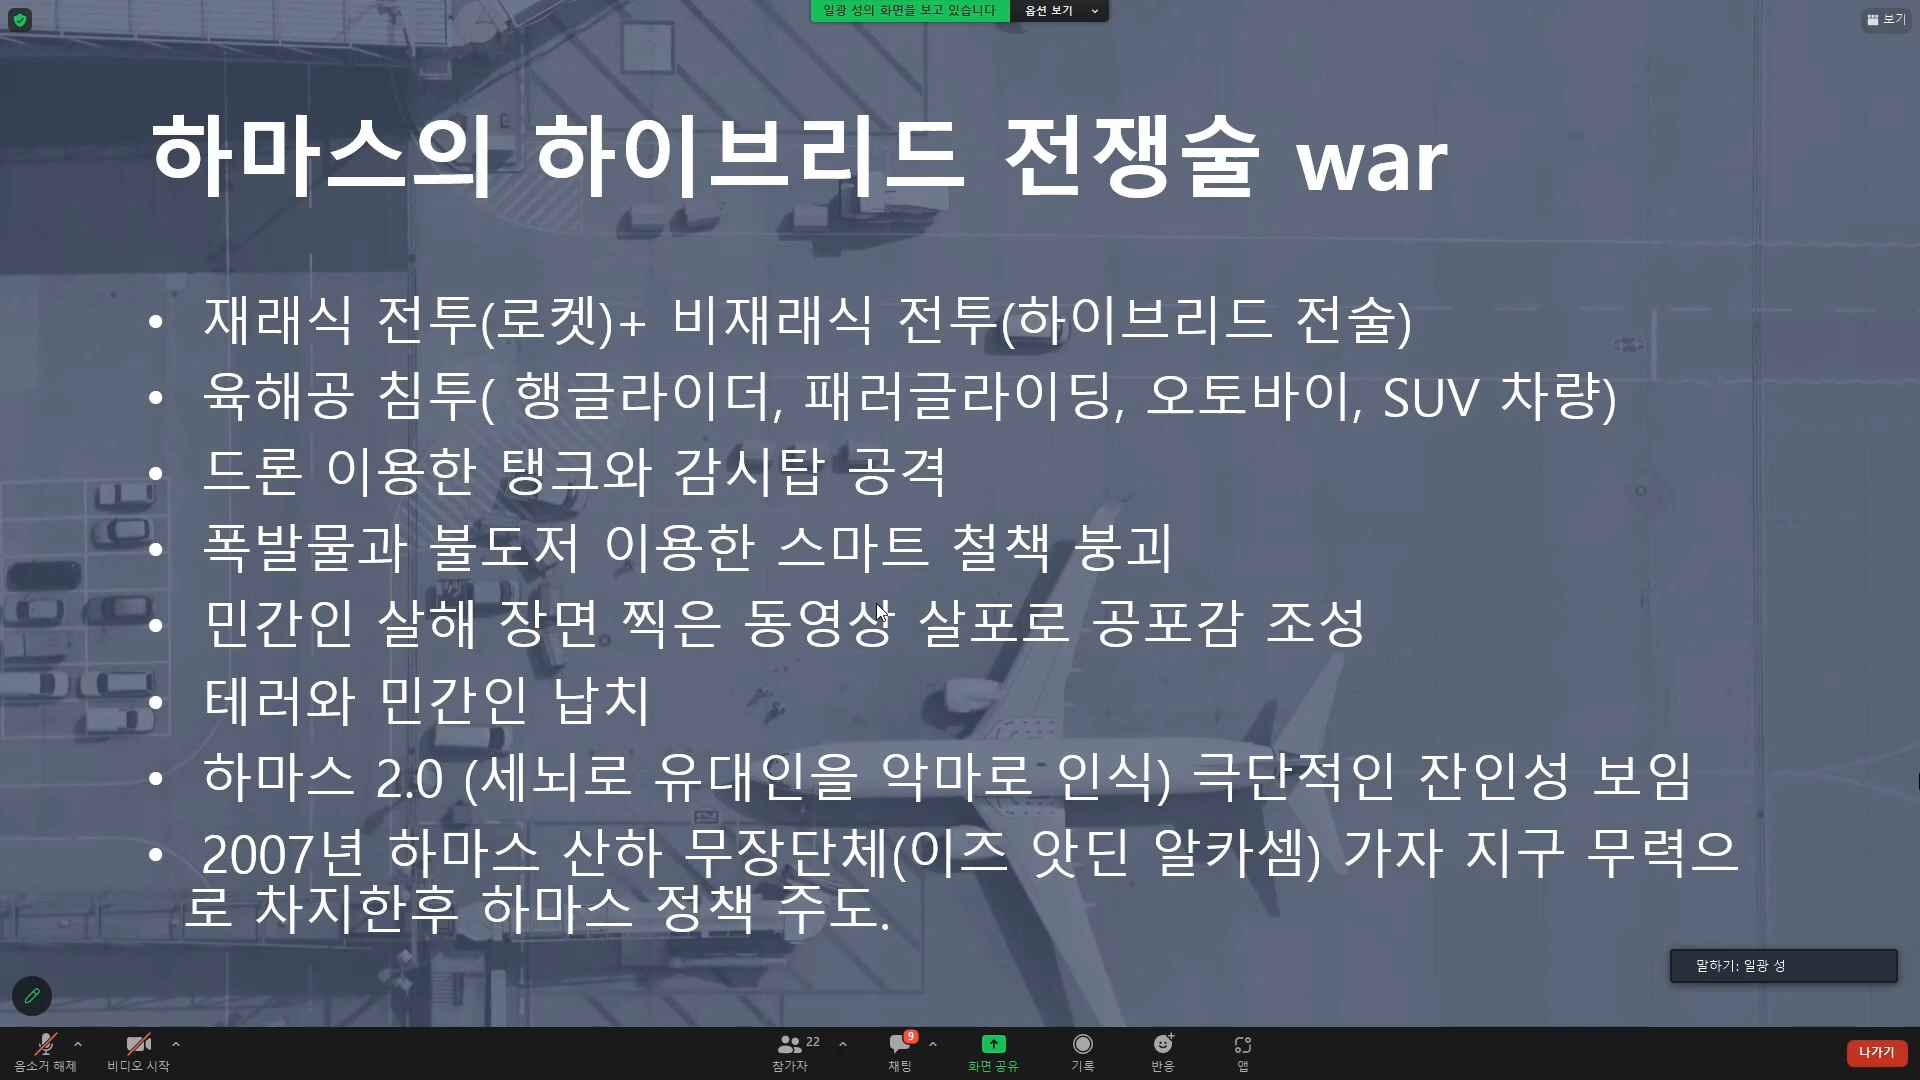 일광 성의 화면을 보고 있습니다 옵션 보기
보기
하마스의 하이브리드 전쟁술 war
• 재래식 전투(로켓)+ 비재래식 전투(하이브리드 전술)
• 육해공 침투( 행글라이더, 패러글라이딩, 오토바이, SUV 차량)
• 드론 이용한 탱크와 감시탑 공격
• 폭발물과 불도저 이용한 스마트 철책 붕괴
• 민간인 살해 장면 찍은 동영상 살포로 공포감 조성
• 테러와 민간인 납치
• 하마스 2.0 (세뇌로 유대인을 악마로 인식) 극단적인 잔인성 보임
• 2007년 하마스 산하 무장단체(이즈 앗딘 알카셈) 가자 지구 무력으
로 차지한후 하마스 정책 주도.
말하기: 일광 성
22 9
음소거 해제 비디오 시작 참가자 채팅 화면 공유 기록 반응 앱 나가기